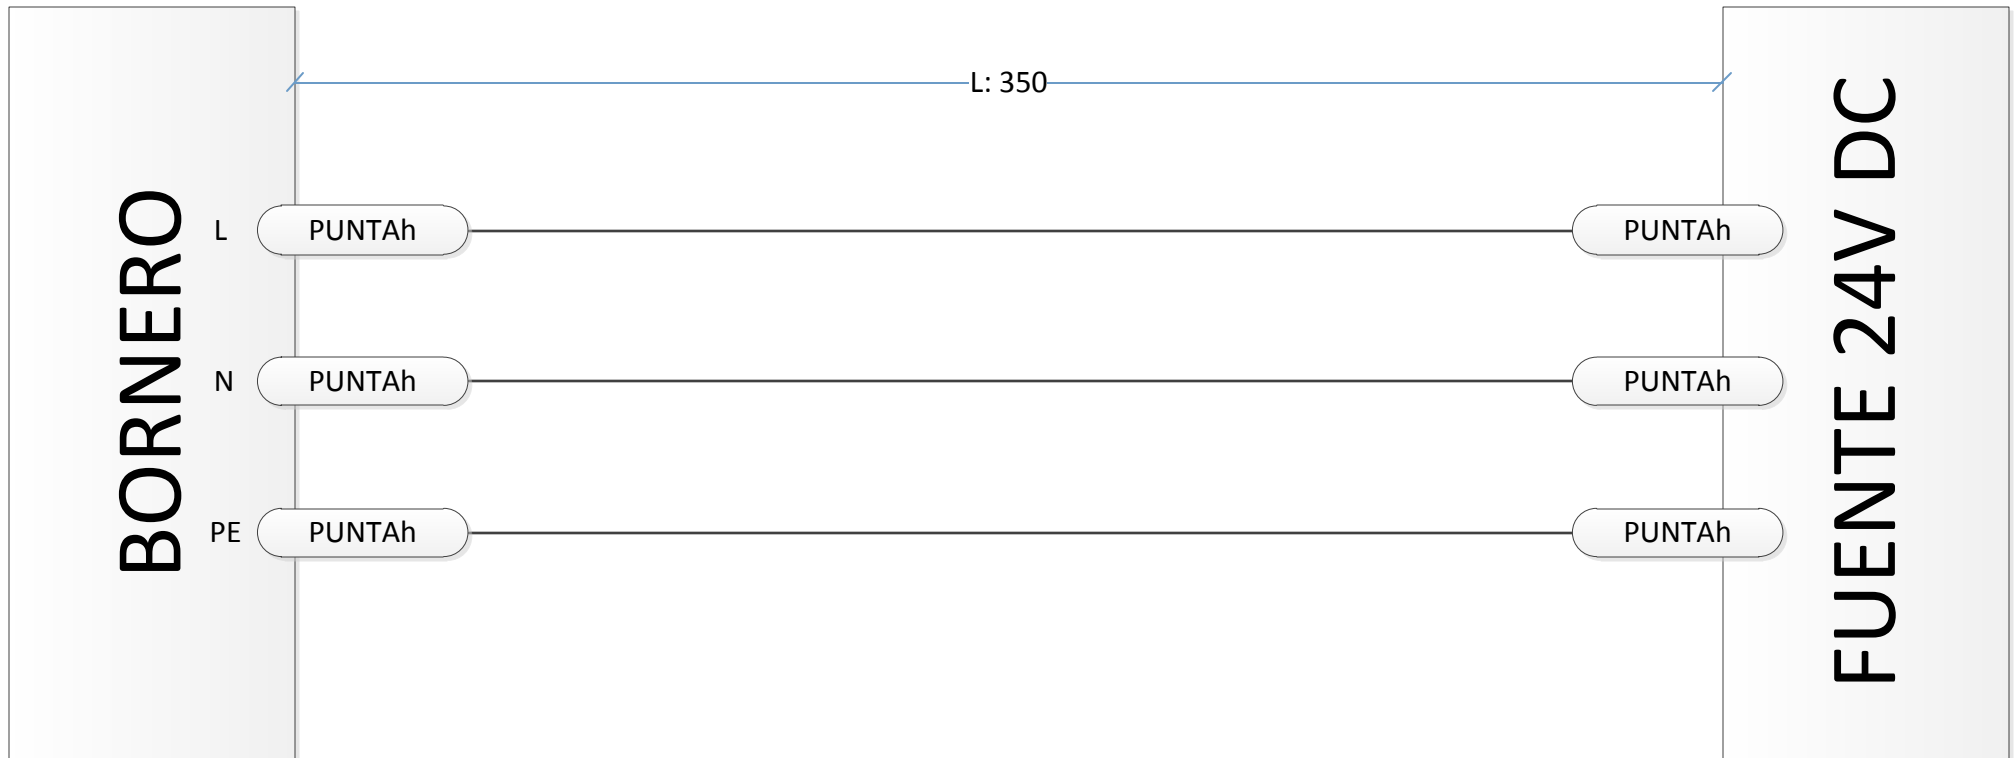 L: 350
BORNERO
FUENTE 24V DC
L
PUNTAh
PUNTAh
N
PUNTAh
PUNTAh
PE
PUNTAh
PUNTAh